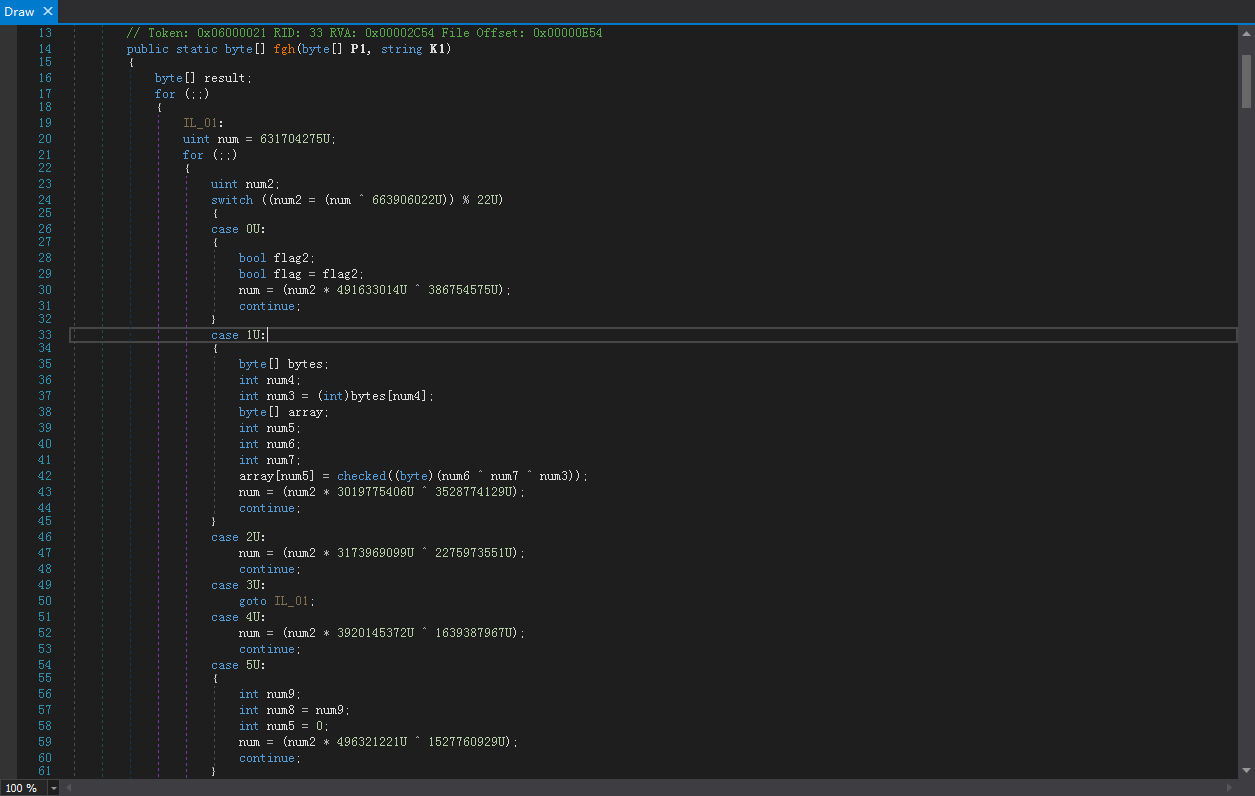 Draw ×
13 // Token: 0x06000021 RID: 33 RVA: 0x00002C54 File Offset: 0x00000E54
14 public static byte[] fgh(byte[] P1, string K1)
15 {
16 byte[] result;
17 for (;;)
18 {
19 IL_01:
20 uint num = 631704275U;
21 for (;;)
22 {
23 uint num2;
24 switch ((num2 = (num ^ 663906022U)) % 22U)
25 {
26 case 0U:
27 {
28 bool flag2;
29 bool flag = flag2;
30 num = (num2 * 491633014U ^ 386754575U);
31 continue;
32 }
33 case 1U:
34 {
35 byte[] bytes;
36 int num4;
37 int num3 = (int)bytes[num4];
38 byte[] array;
39 int num5;
40 int num6;
41 int num7;
42 array[num5] = checked((byte)(num6 ^ num7 ^ num3));
43 num = (num2 * 3019775406U ^ 3528774129U);
44 continue;
45 }
46 case 2U:
47 num = (num2 * 3173969099U ^ 2275973551U);
48 continue;
49 case 3U:
50 goto IL_01;
51 case 4U:
52 num = (num2 * 3920145372U ^ 1639387967U);
53 continue;
54 case 5U:
55 {
56 int num9;
57 int num8 = num9;
58 int num5 = 0;
59 num = (num2 * 496321221U ^ 1527760929U);
60 continue;
61 }
100 %